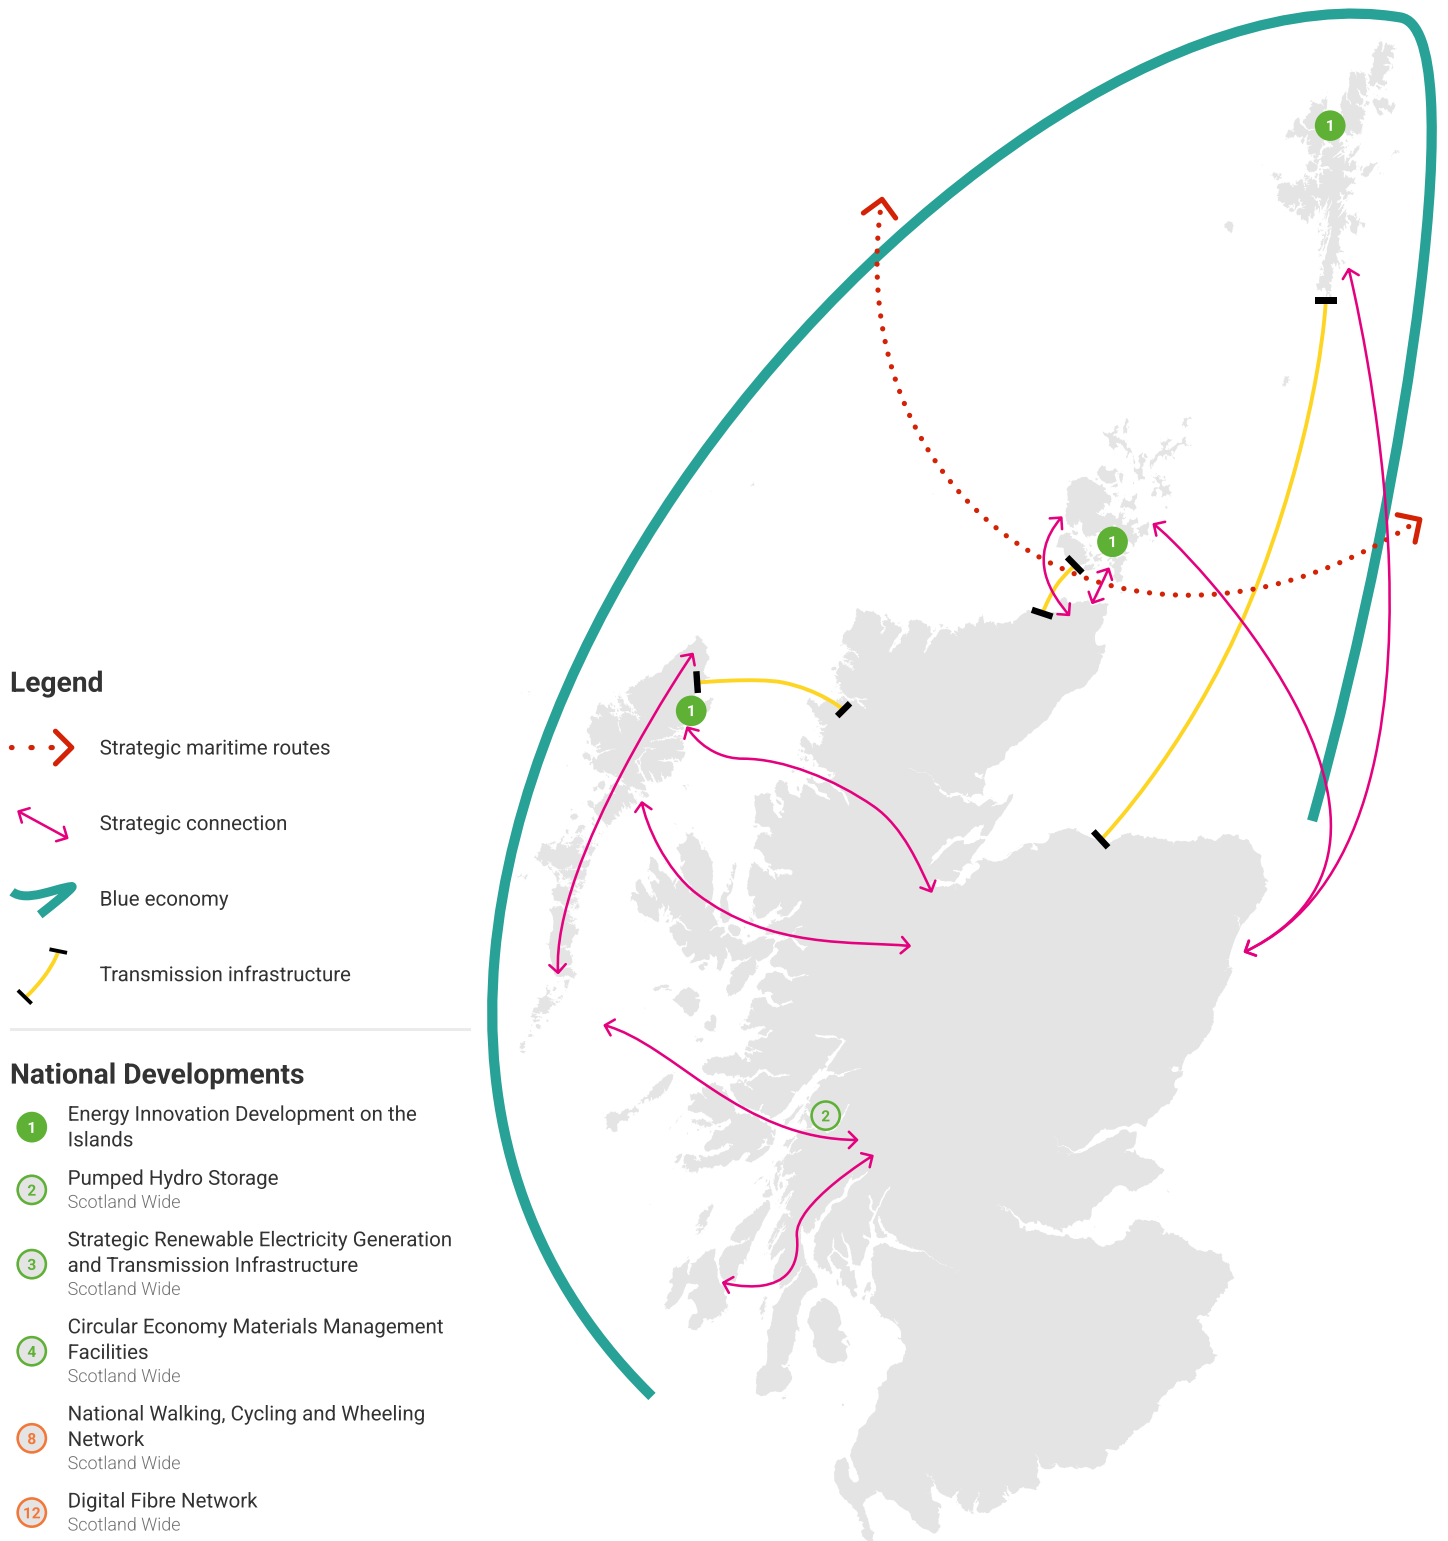 1
1
1
2
Legend
Strategic maritime routes
Strategic connection
Blue economy
Transmission infrastructure
National Developments
1 Energy Innovation Development on the
Islands
2 Pumped Hydro Storage
Scotland Wide
3 Strategic Renewable Electricity Generation
and Transmission Infrastructure
Scotland Wide
4 Circular Economy Materials Management
Facilities
Scotland Wide
8 National Walking, Cycling and Wheeling
Network
Scotland Wide
12 Digital Fibre Network
Scotland Wide